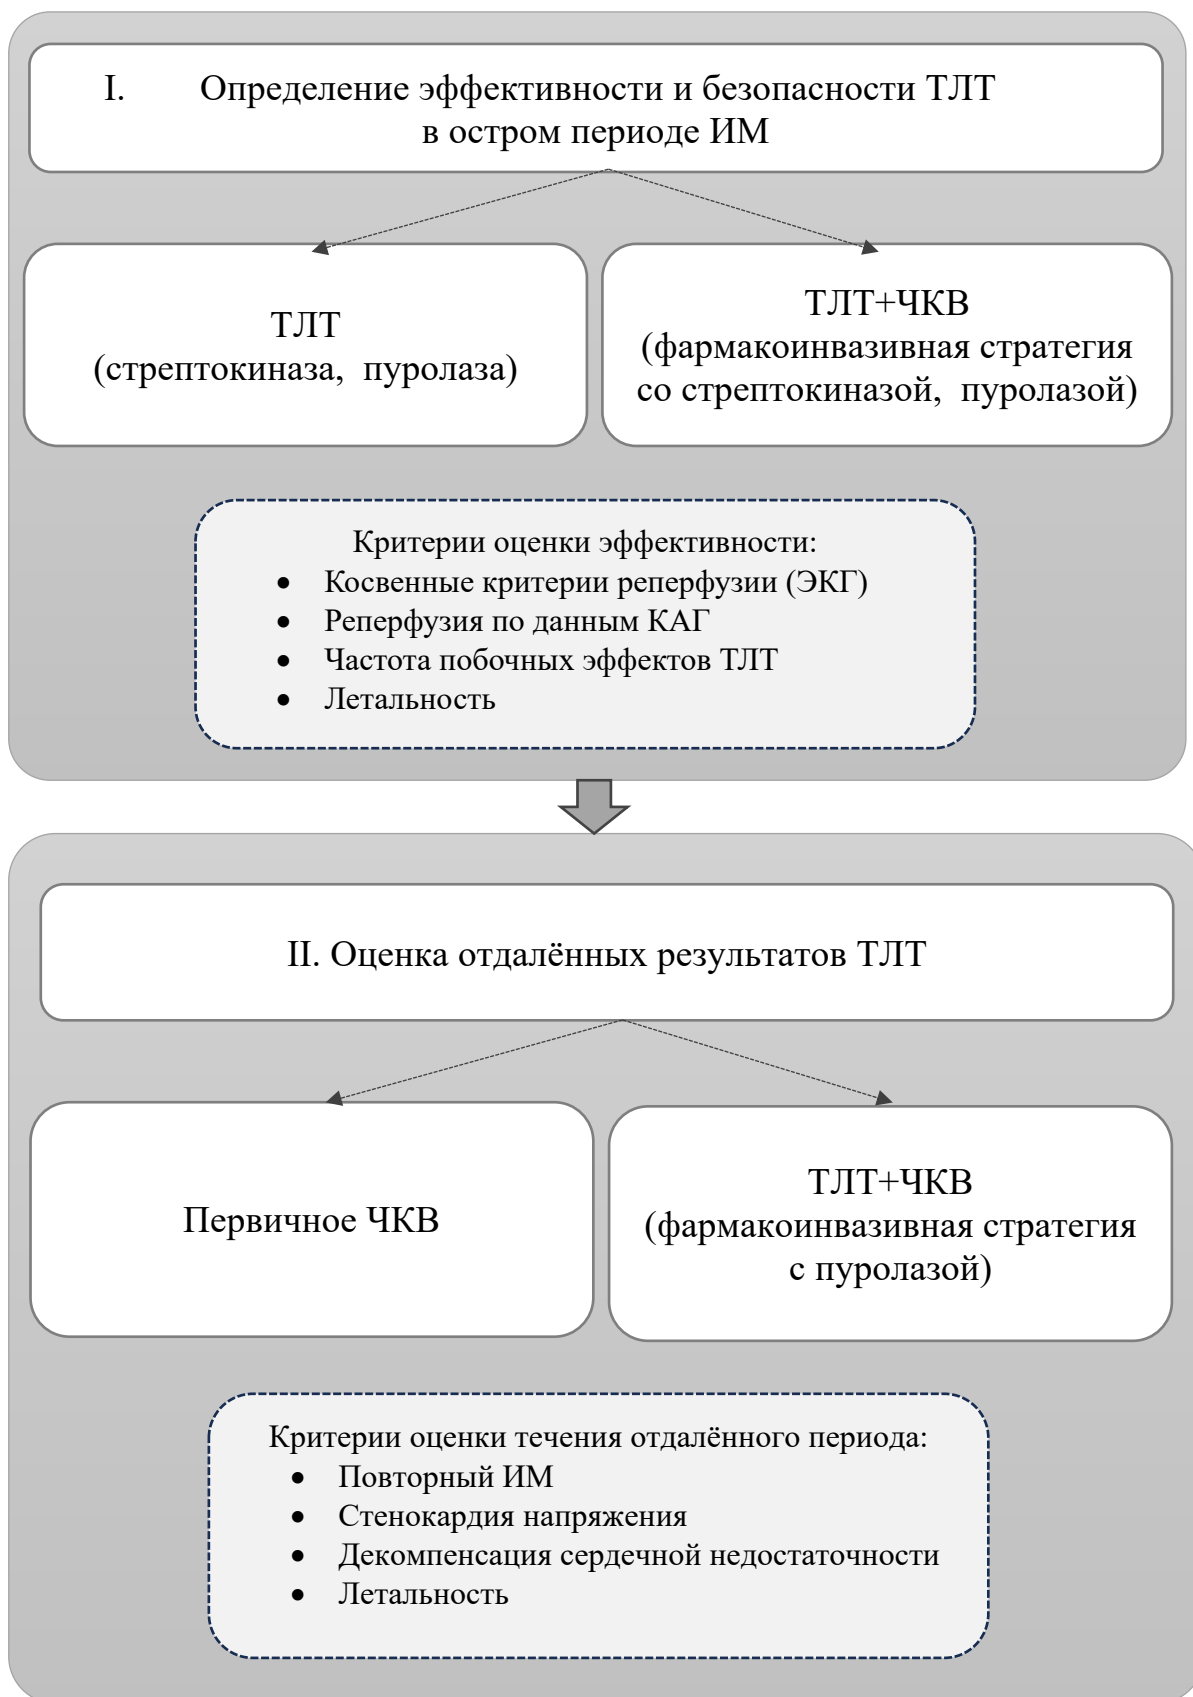 I. Определение эффективности и безопасности ТЛТ
в остром периоде ИМ
ТЛТ
(стрептокиназа, пуролаза)
ТЛТ+ЧКВ
(фармакоинвазивная стратегия
со стрептокиназой, пуролазой)
Критерии оценки эффективности:
• Косвенные критерии реперфузии (ЭКГ)
• Реперфузия по данным КАГ
• Частота побочных эффектов ТЛТ
• Летальность
II. Оценка отдалённых результатов ТЛТ
Первичное ЧКВ
ТЛТ+ЧКВ
(фармакоинвазивная стратегия
с пуролазой)
Критерии оценки течения отдалённого периода:
• Повторный ИМ
• Стенокардия напряжения
• Декомпенсация сердечной недостаточности
• Летальность